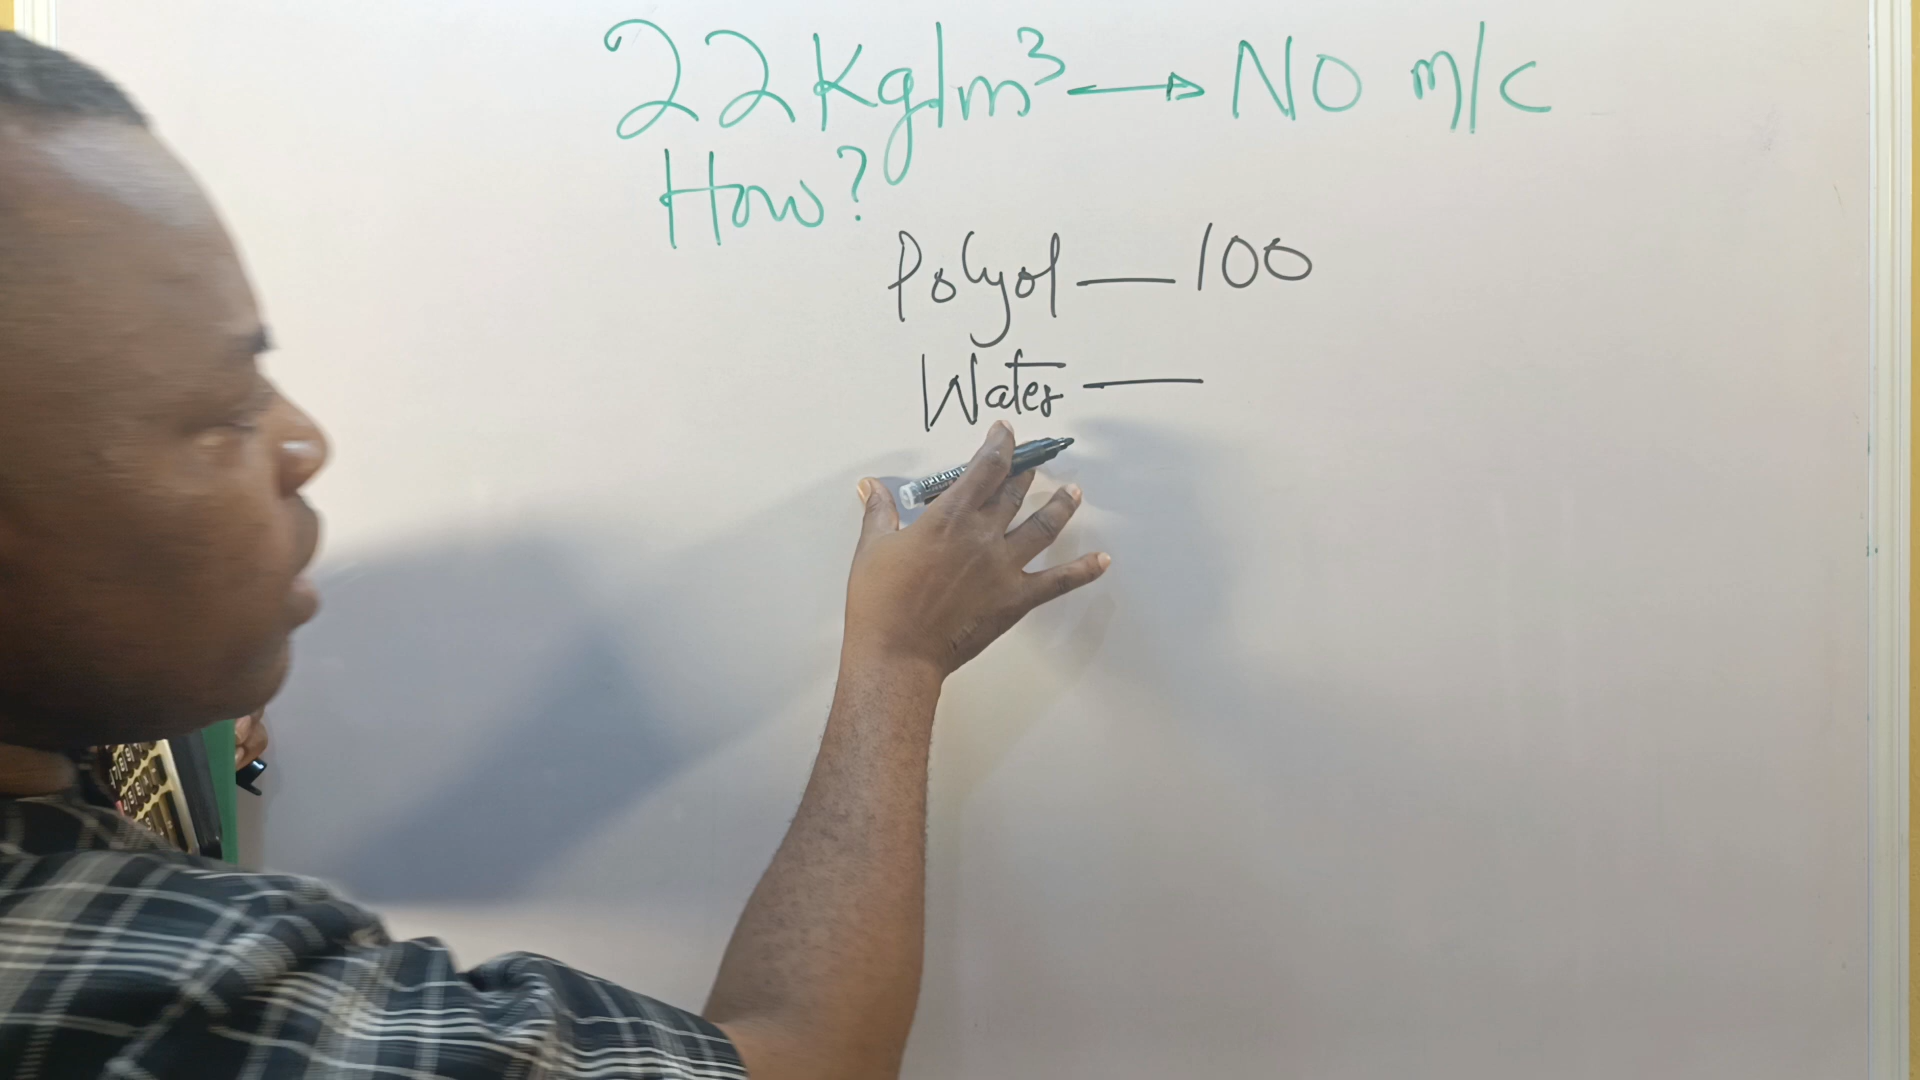 22Kg/m³ → NO m/c
How?
Polyol — 100
Water —